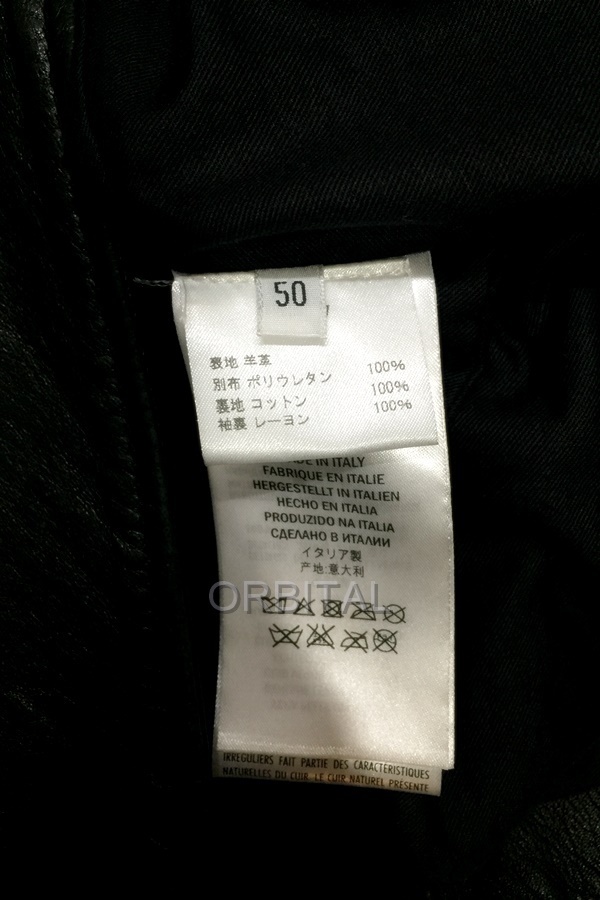 50
表地 羊革 100%
別布 ポリウレタン 100%
裏地 コットン 100%
袖裏 レーヨン
IN ITALY
FABRIQUE EN ITALIE
HERGESTELLT IN ITALIEN
HECHO EN ITALIA
PRODUZIDO NA ITALIA
СДЕЛАНО В ИТАЛИИ
イタリア製
产地:意大利
ORBITAL
IRREGULIERS FAIT PARTIE DES CARACTERISTIQUES
NATURELLES DU CUIR. LE CUIR NATUREL PRÉSENTE